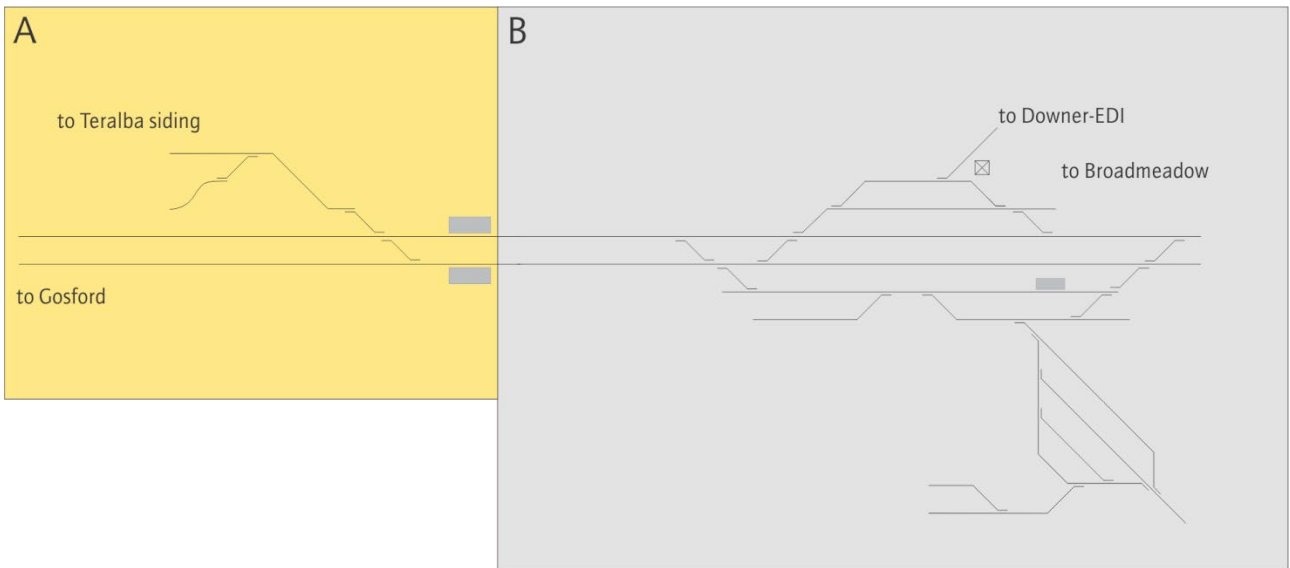 A
B
to Teralba siding
to Downer-EDI
to Broadmeadow
to Gosford